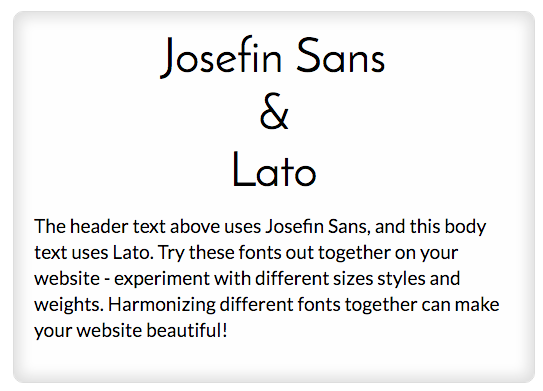 Josefin Sans
&
Lato
The header text above uses Josefin Sans, and this body
text uses Lato. Try these fonts out together on your
website - experiment with different sizes styles and
weights. Harmonizing different fonts together can make
your website beautiful!